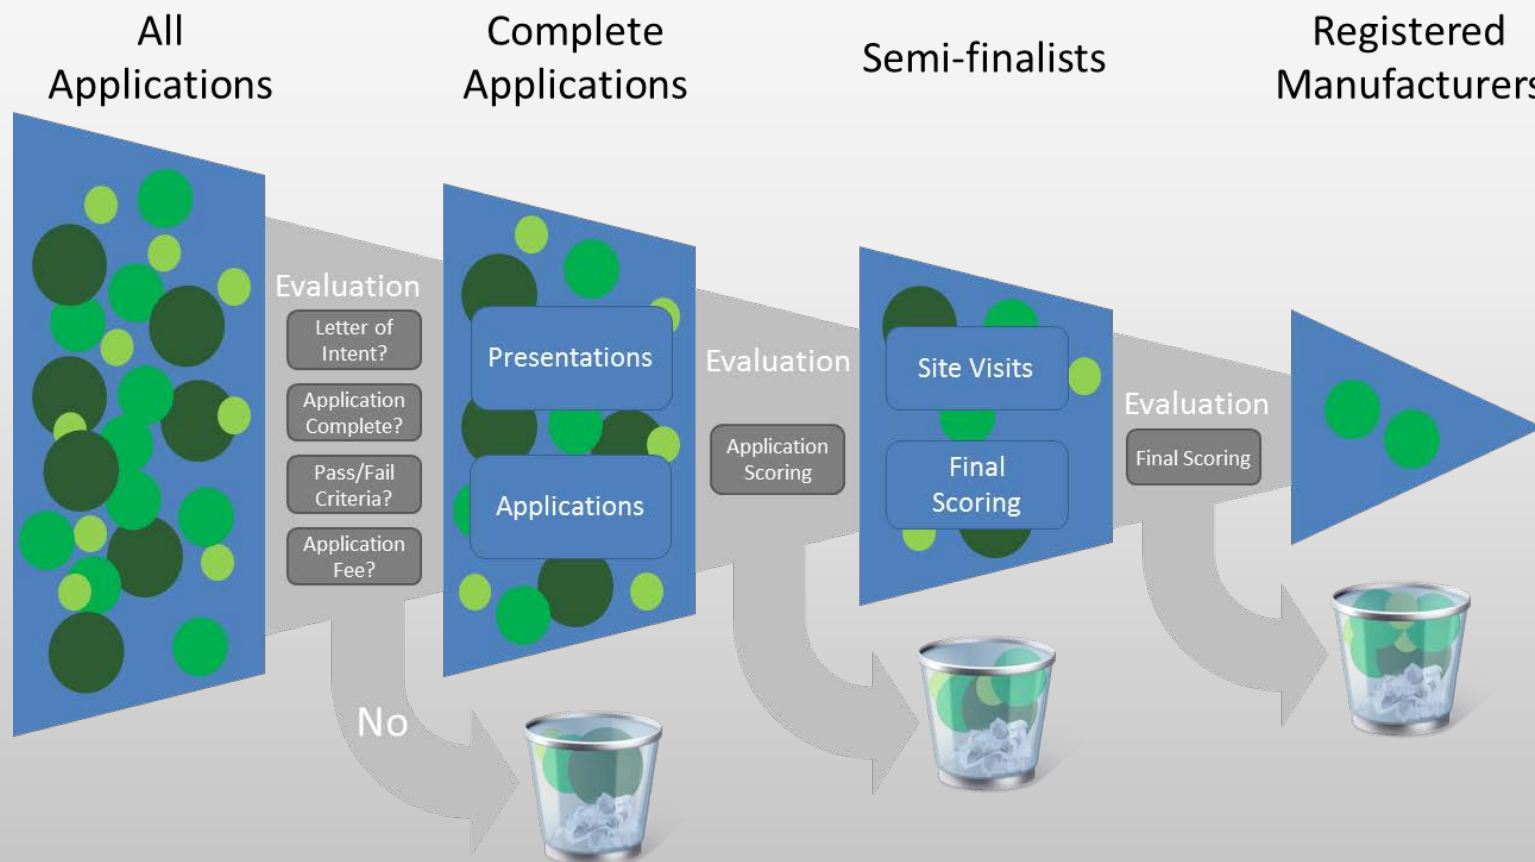 All
Applications
Complete
Applications
Semi-finalists
Registered
Manufacturers
Evaluation
Letter of
Intent?
Application
Complete?
Pass/Fail
Criteria?
Application
Fee?
No
Presentations
Applications
Evaluation
Application
Scoring
Site Visits
Final
Scoring
Evaluation
Final Scoring